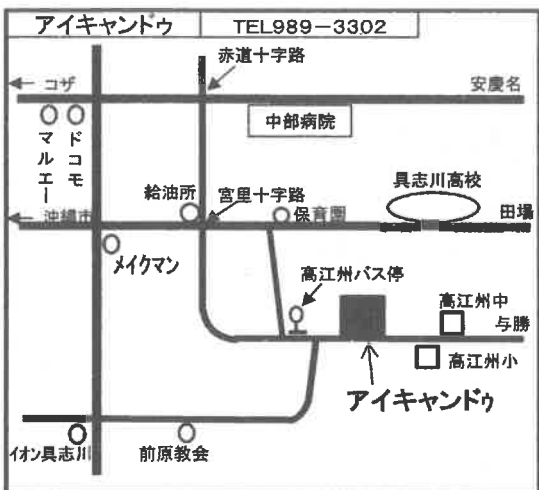 アイキャンドゥ
TEL989－3302
赤道十字路
コザ
安慶名
ドコモ
マルエー
中部病院
具志川高校
給油所
宮里十字路
保育園
田場
沖縄市
メイクマン
高江州バス停
高江州中
与勝
高江州小
アイキャンドゥ
イオン具志川
前原教会